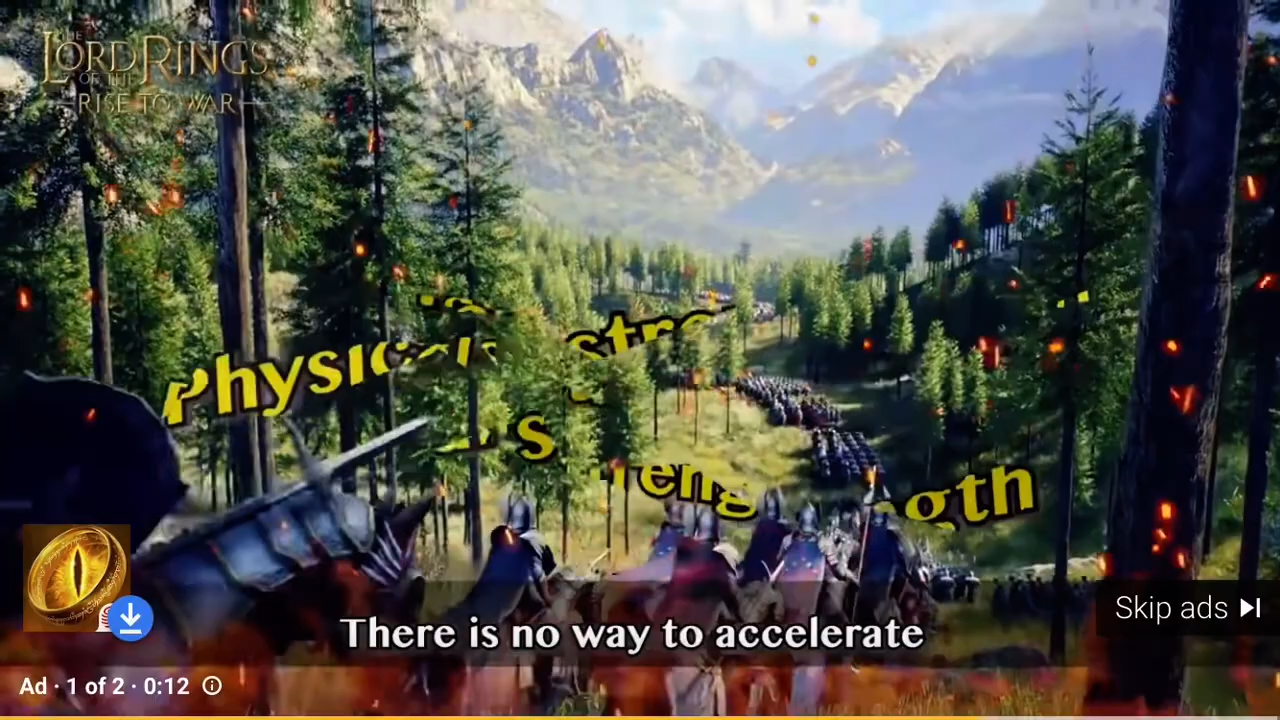 THE
LORD RINGS
OF THE
RISE TO WAR
Physical
There is no way to accelerate
Skip ads
Ad · 1 of 2 · 0:12